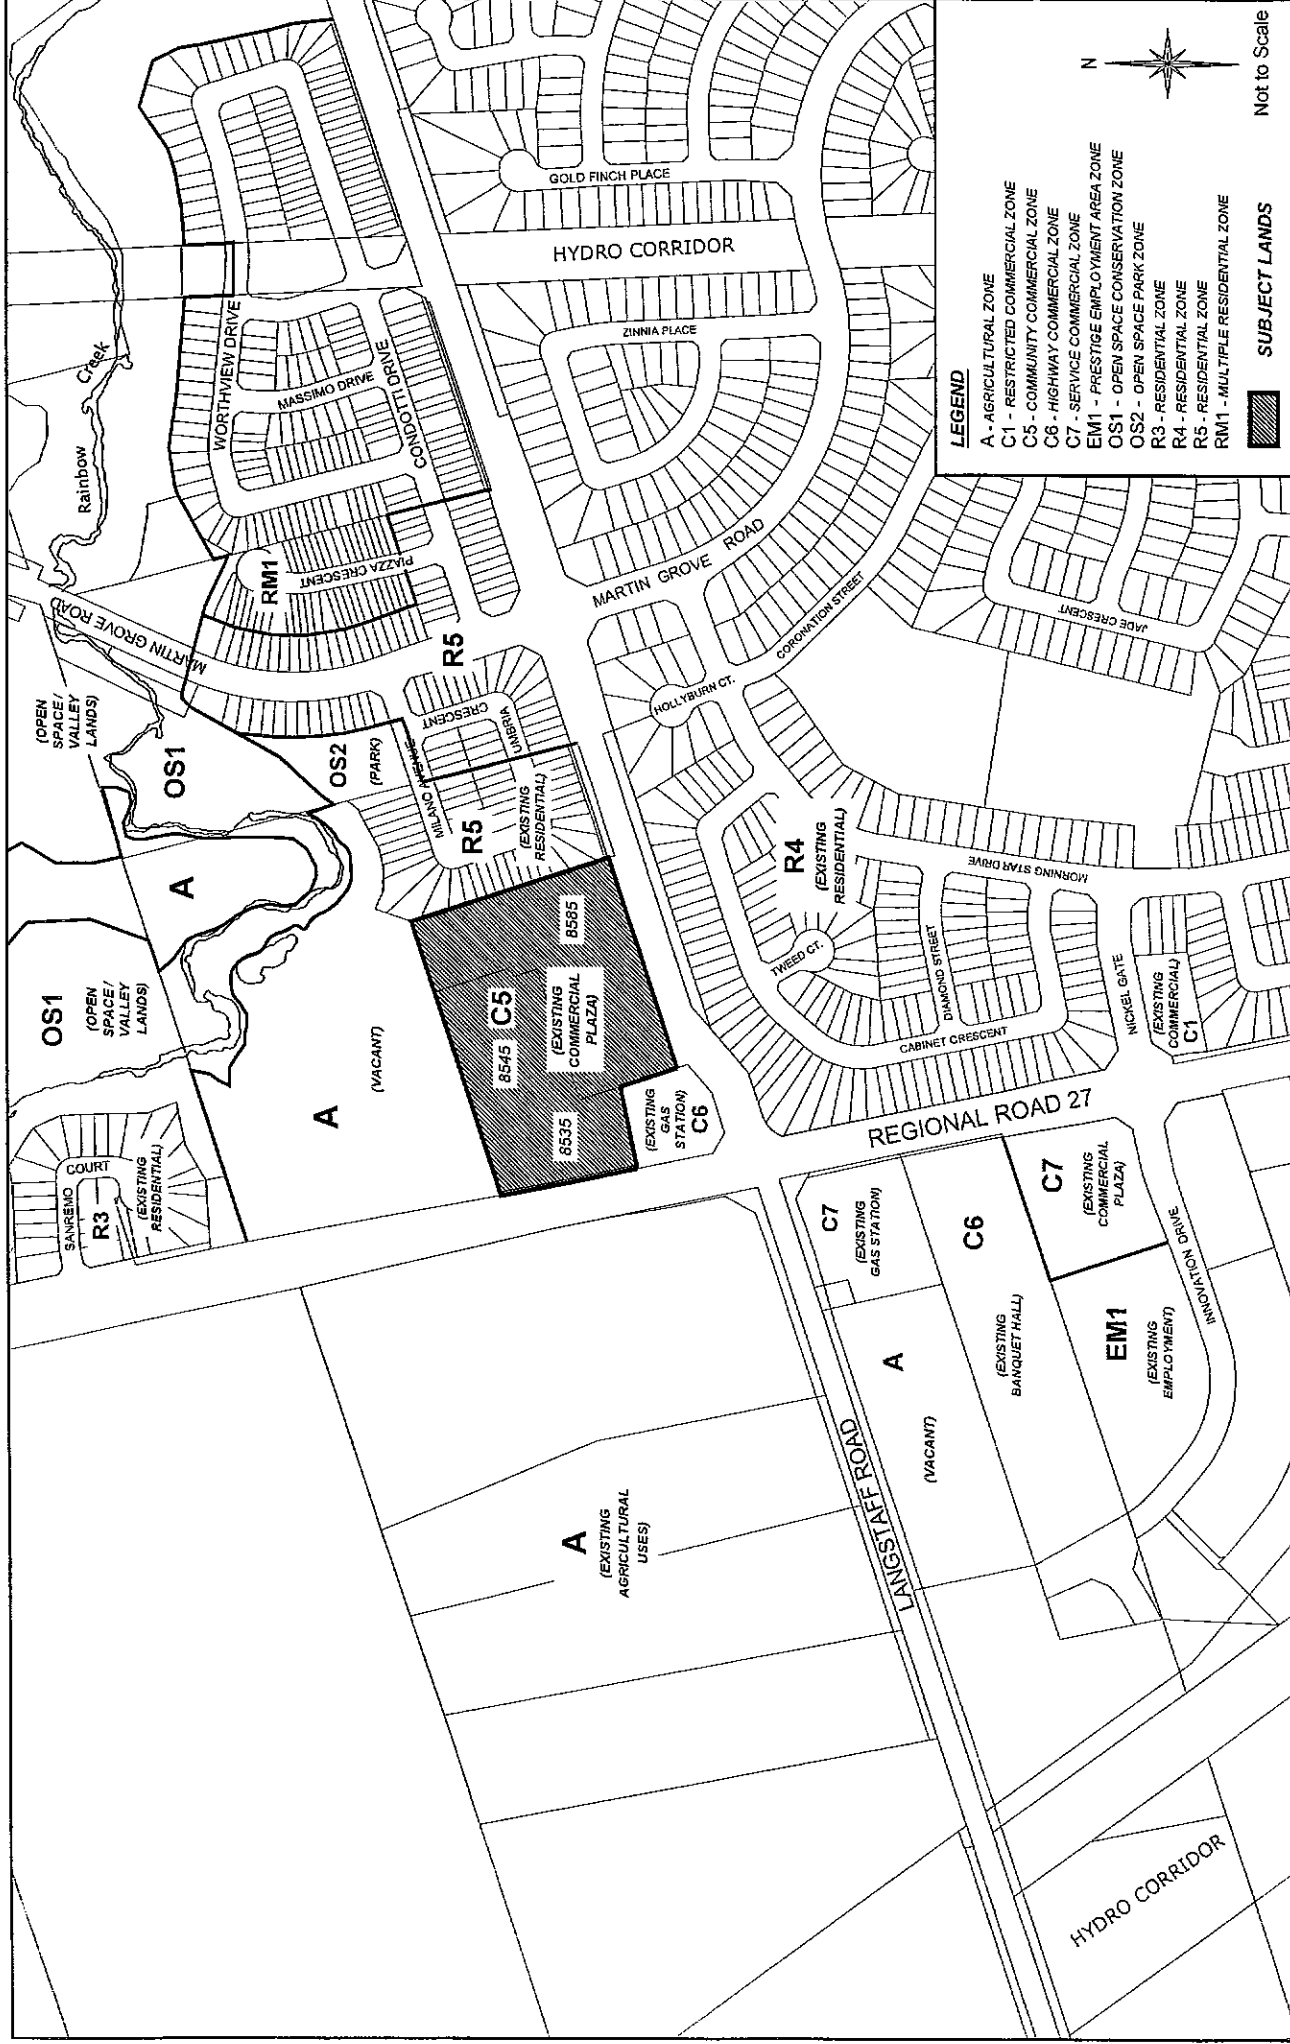 Rainbow
Creek
MARTIN GROVE ROAD
(OPEN
SPACE /
VALLEY
LANDS)
OS1
OS1
(OPEN
SPACE /
VALLEY
LANDS)
A
OS2
(PARK)
RM1
PIAZZA CRESCENT
WORTHVIEW DRIVE
MASSIMO DRIVE
CONDOTTI DRIVE
R5
CRESCENT
UMBRIA
MILANO AVENUE
R5
(EXISTING
RESIDENTIAL)
SANREMO
COURT
R3
(EXISTING
RESIDENTIAL)
A
(VACANT)
8545
C5
8535
(EXISTING
COMMERCIAL
PLAZA)
8585
(EXISTING
GAS
STATION)
C6
GOLD FINCH PLACE
HYDRO CORRIDOR
ZINNIA PLACE
MARTIN GROVE ROAD
CORONATION STREET
HOLLYBURN CT.
JADE CRESCENT
R4
(EXISTING
RESIDENTIAL)
TWEED CT.
DIAMOND STREET
MORNING STAR DRIVE
CABINET CRESCENT
NICKEL GATE
(EXISTING
COMMERCIAL)
C1
REGIONAL ROAD 27
C7
(EXISTING
GAS STATION)
C6
(EXISTING
BANQUET HALL)
C7
(EXISTING
COMMERCIAL
PLAZA)
EM1
(EXISTING
EMPLOYMENT)
INNOVATION DRIVE
A
(VACANT)
LANGSTAFF ROAD
A
(EXISTING
AGRICULTURAL
USES)
HYDRO CORRIDOR
LEGEND
A - AGRICULTURAL ZONE
C1 - RESTRICTED COMMERCIAL ZONE
C5 - COMMUNITY COMMERCIAL ZONE
C6 - HIGHWAY COMMERCIAL ZONE
C7 - SERVICE COMMERCIAL ZONE
EM1 - PRESTIGE EMPLOYMENT AREA ZONE
OS1 - OPEN SPACE CONSERVATION ZONE
OS2 - OPEN SPACE PARK ZONE
R3 - RESIDENTIAL ZONE
R4 - RESIDENTIAL ZONE
R5 - RESIDENTIAL ZONE
RM1 - MULTIPLE RESIDENTIAL ZONE
SUBJECT LANDS
N
Not to Scale